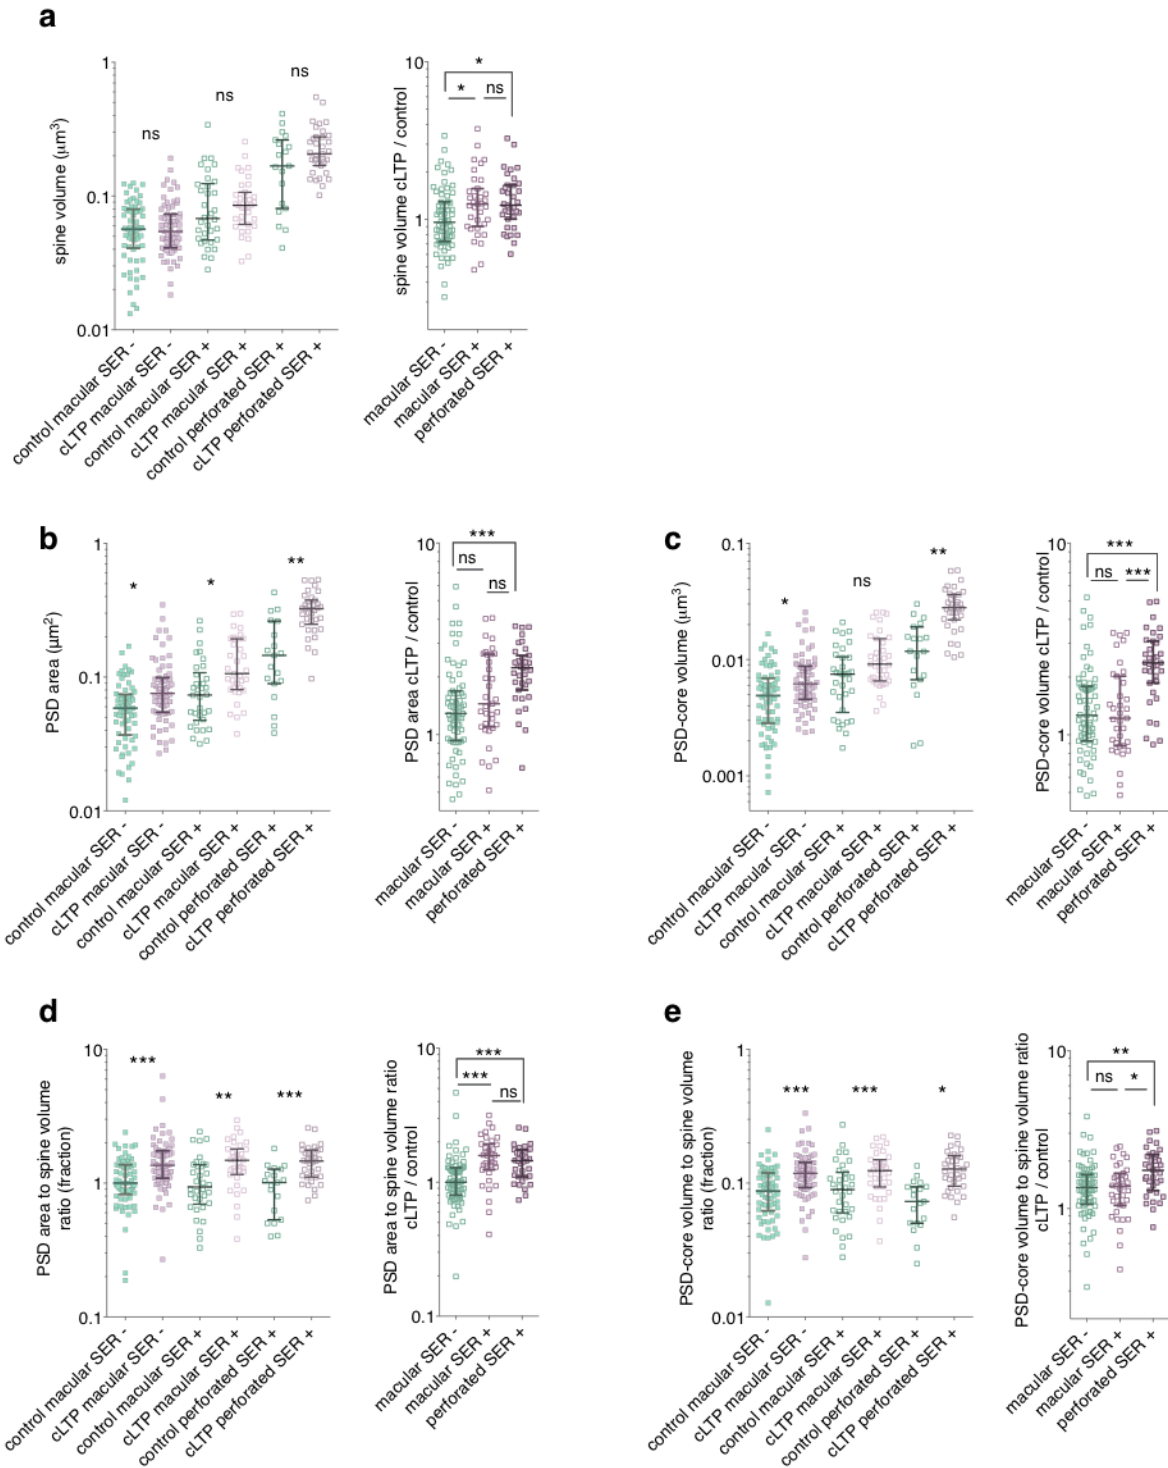 a
spine volume (μm³)
1
0.1
0.01
ns
ns
ns
control macular SER -
cLTP macular SER -
control macular SER +
cLTP macular SER +
control perforated SER +
cLTP perforated SER +
spine volume cLTP / control
10
1
*
*
ns
macular SER -
macular SER +
perforated SER +
b
PSD area (μm²)
1
0.1
0.01
*
*
**
control macular SER -
cLTP macular SER -
control macular SER +
cLTP macular SER +
control perforated SER +
cLTP perforated SER +
PSD area cLTP / control
10
1
***
ns
ns
macular SER -
macular SER +
perforated SER +
c
PSD-core volume (μm³)
0.1
0.01
0.001
*
ns
**
control macular SER -
cLTP macular SER -
control macular SER +
cLTP macular SER +
control perforated SER +
cLTP perforated SER +
PSD-core volume cLTP / control
10
1
***
ns
***
macular SER -
macular SER +
perforated SER +
d
PSD area to spine volume
ratio (fraction)
10
1
0.1
***
**
***
control macular SER -
cLTP macular SER -
control macular SER +
cLTP macular SER +
control perforated SER +
cLTP perforated SER +
PSD area to spine volume ratio
cLTP / control
10
1
0.1
***
***
ns
macular SER -
macular SER +
perforated SER +
e
PSD-core volume to spine volume
ratio (fraction)
1
0.1
0.01
***
***
*
control macular SER -
cLTP macular SER -
control macular SER +
cLTP macular SER +
control perforated SER +
cLTP perforated SER +
PSD-core volume to spine volume ratio
cLTP / control
10
1
**
ns
*
macular SER -
macular SER +
perforated SER +